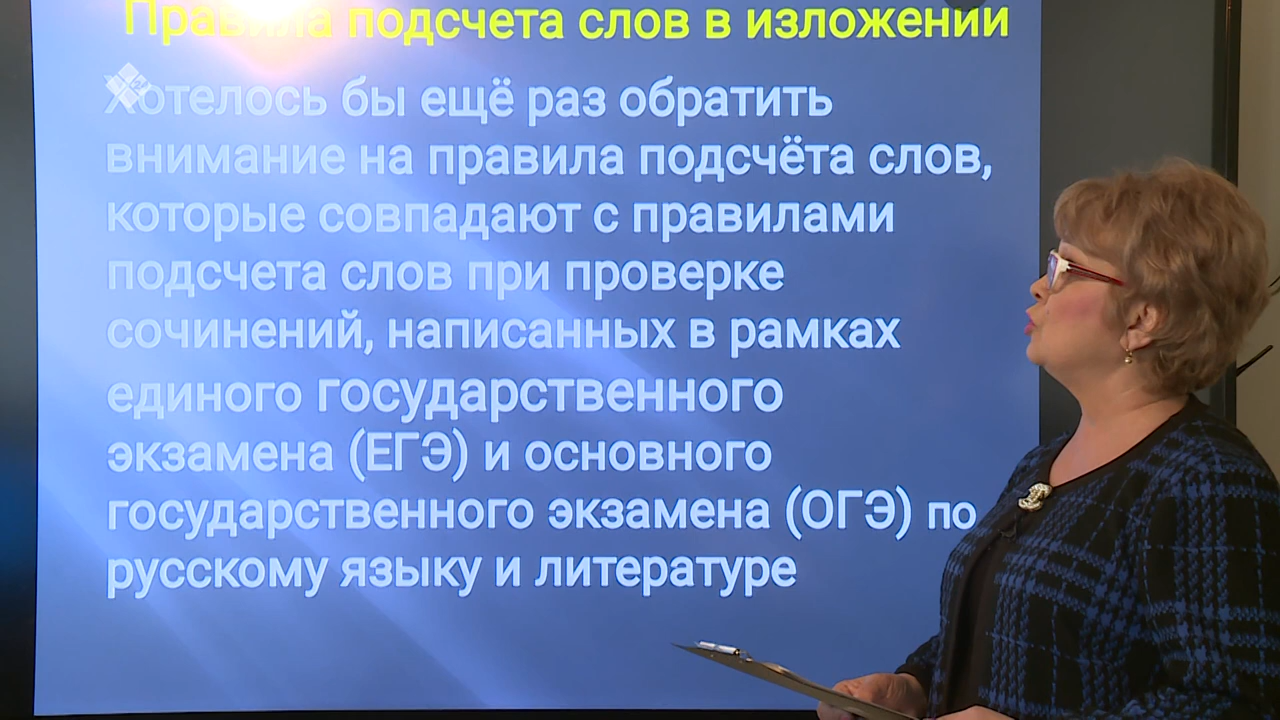 Правила подсчета слов в изложении
Хотелось бы ещё раз обратить
внимание на правила подсчёта слов,
которые совпадают с правилами
подсчета слов при проверке
сочинений, написанных в рамках
единого государственного
экзамена (ЕГЭ) и основного
государственного экзамена (ОГЭ) по
русскому языку и литературе